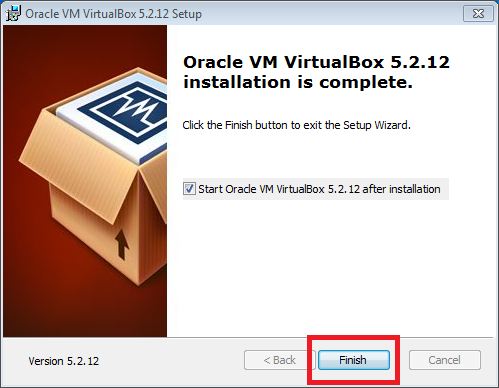 Oracle VM VirtualBox 5.2.12 Setup
Oracle VM VirtualBox 5.2.12
installation is complete.
Click the Finish button to exit the Setup Wizard.
Start Oracle VM VirtualBox 5.2.12 after installation
Version 5.2.12
< Back
Finish
Cancel